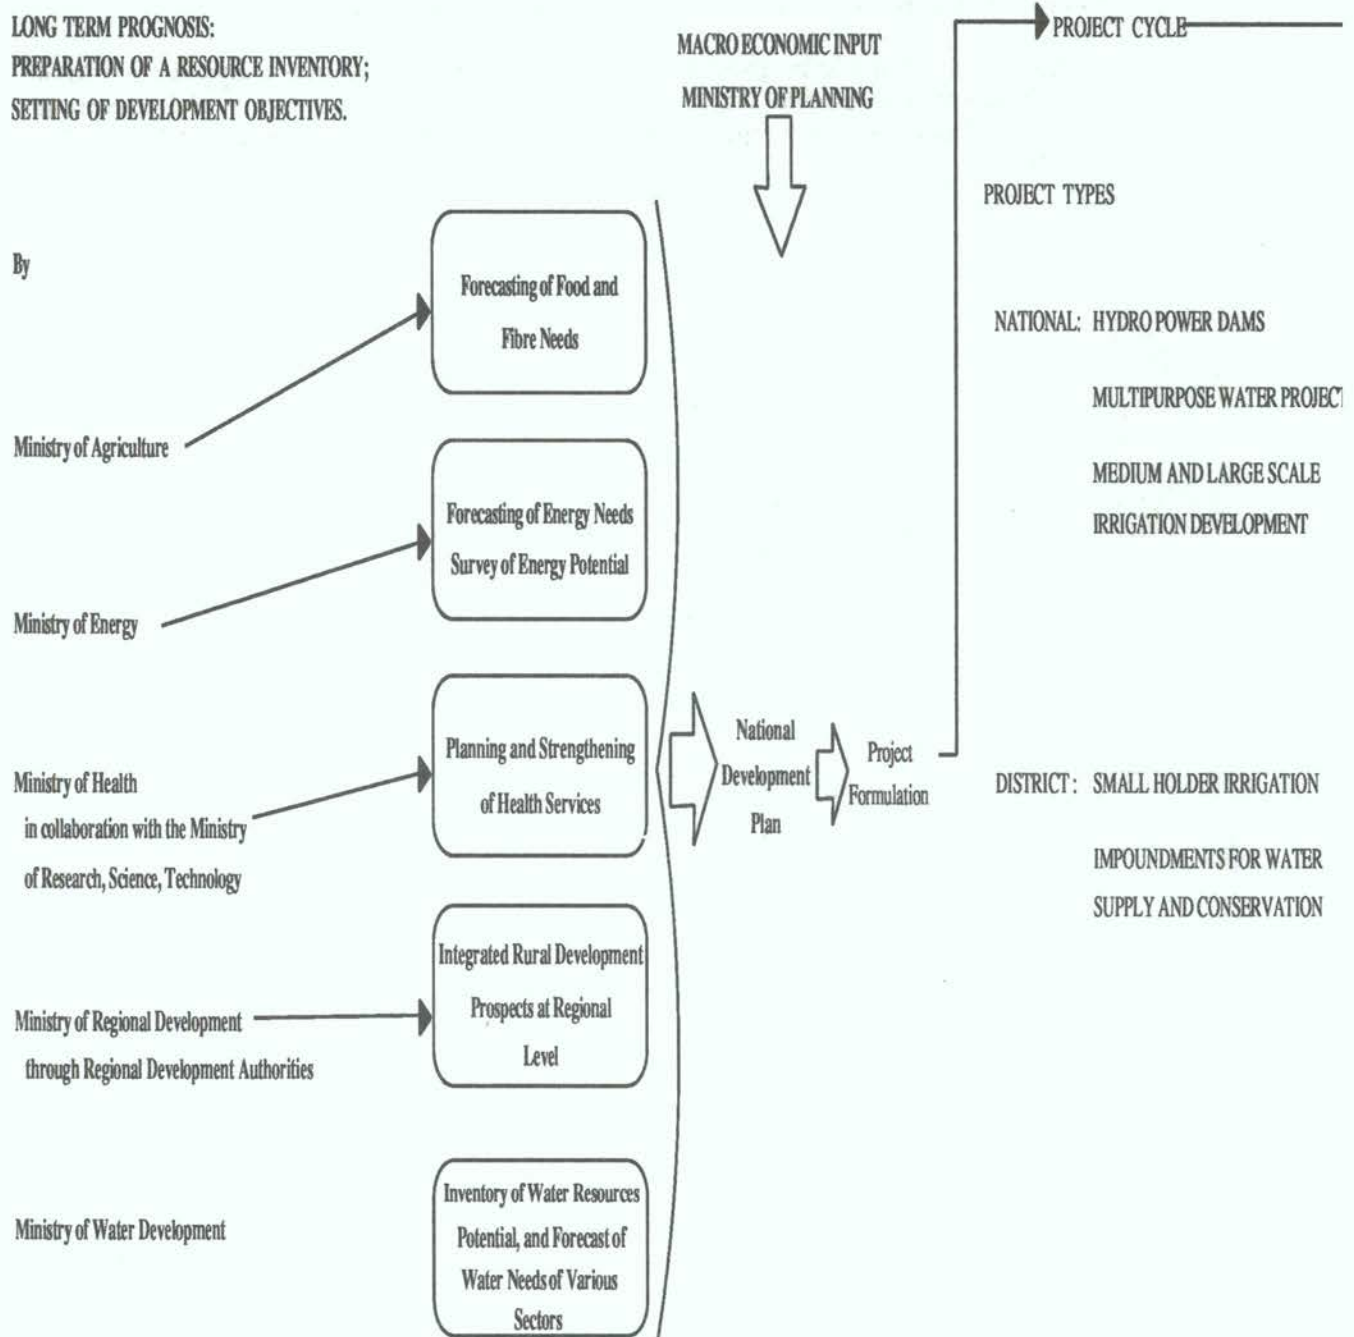 LONG TERM PROGNOSIS:
PREPARATION OF A RESOURCE INVENTORY;
SETTING OF DEVELOPMENT OBJECTIVES.
MACRO ECONOMIC INPUT
MINISTRY OF PLANNING
PROJECT CYCLE
By
Ministry of Agriculture
Ministry of Energy
Ministry of Health
in collaboration with the Ministry
of Research, Science, Technology
Ministry of Regional Development
through Regional Development Authorities
Ministry of Water Development
Forecasting of Food and
Fibre Needs
Forecasting of Energy Needs
Survey of Energy Potential
Planning and Strengthening
of Health Services
Integrated Rural Development
Prospects at Regional
Level
Inventory of Water Resources
Potential, and Forecast of
Water Needs of Various
Sectors
National
Development
Plan
Project
Formulation
PROJECT TYPES
NATIONAL: HYDRO POWER DAMS
MULTIPURPOSE WATER PROJECT
MEDIUM AND LARGE SCALE
IRRIGATION DEVELOPMENT
DISTRICT: SMALL HOLDER IRRIGATION
IMPOUNDMENTS FOR WATER
SUPPLY AND CONSERVATION